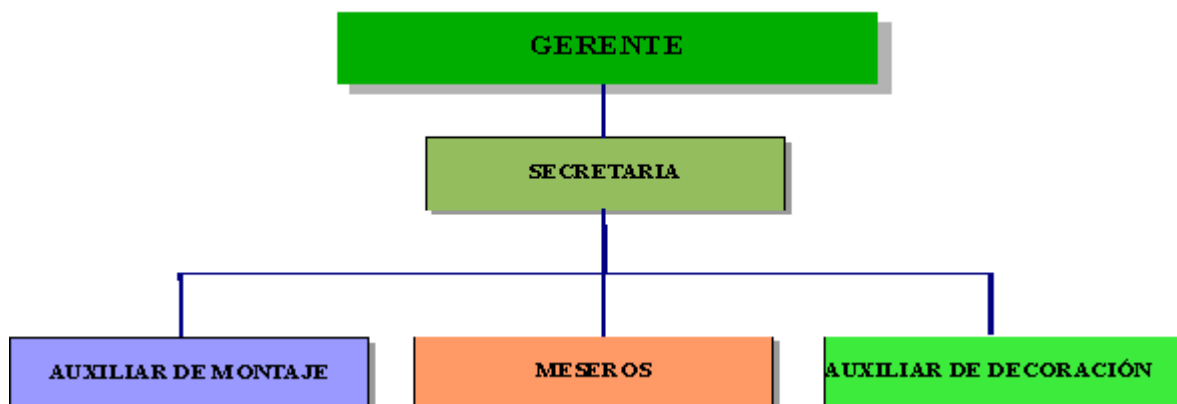 GERENTE
SECRETARIA
AUXILIAR DE MONTAJE
MESEROS
AUXILIAR DE DECORACIÓN